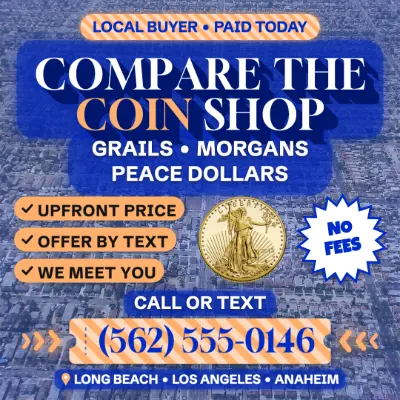 LOCAL BUYER • PAID TODAY
COMPARE THE
COIN SHOP
GRAILS • MORGANS
PEACE DOLLARS
✓ UPFRONT PRICE
✓ OFFER BY TEXT
✓ WE MEET YOU
LIBERTY
NO
FEES
CALL OR TEXT
(562) 555-0146
LONG BEACH • LOS ANGELES • ANAHEIM